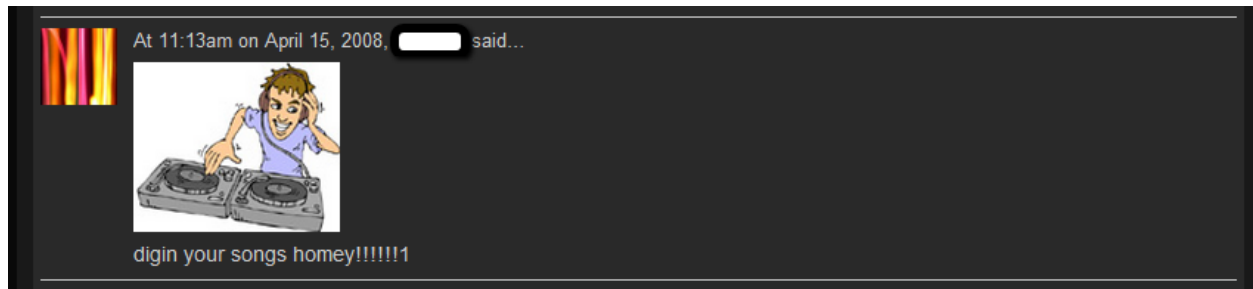 At 11:13am on April 15, 2008, said…
digin your songs homey!!!!!!1